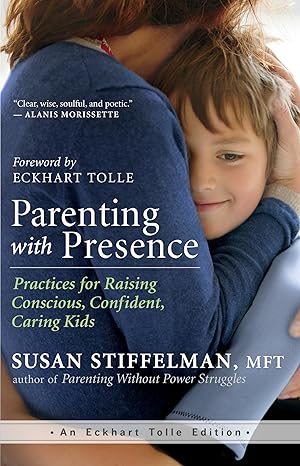 “Clear, wise, soulful, and poetic.”
— ALANIS MORISSETTE
Foreword by
ECKHART TOLLE
Parenting
with Presence
Practices for Raising
Conscious, Confident,
Caring Kids
SUSAN STIFFELMAN, MFT
author of Parenting Without Power Struggles
• An Eckhart Tolle Edition •